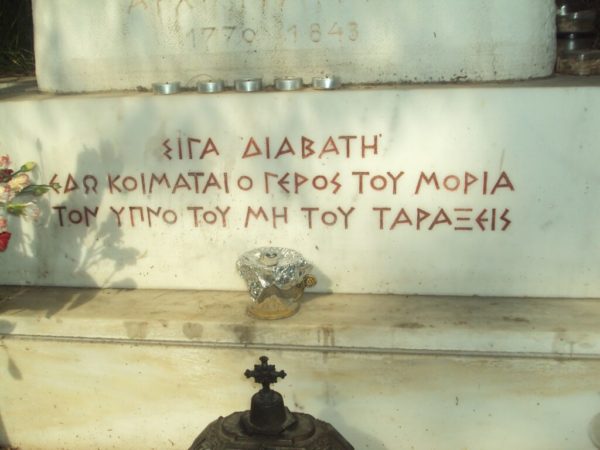 1770 1843
ΣΙΓΑ ΔΙΑΒΑΤΗ
ΕΔΩ ΚΟΙΜΑΤΑΙ Ο ΓΕΡΟΣ ΤΟΥ ΜΟΡΙΑ
ΤΟΝ ΥΠΝΟ ΤΟΥ ΜΗ ΤΟΥ ΤΑΡΑΞΕΙΣ